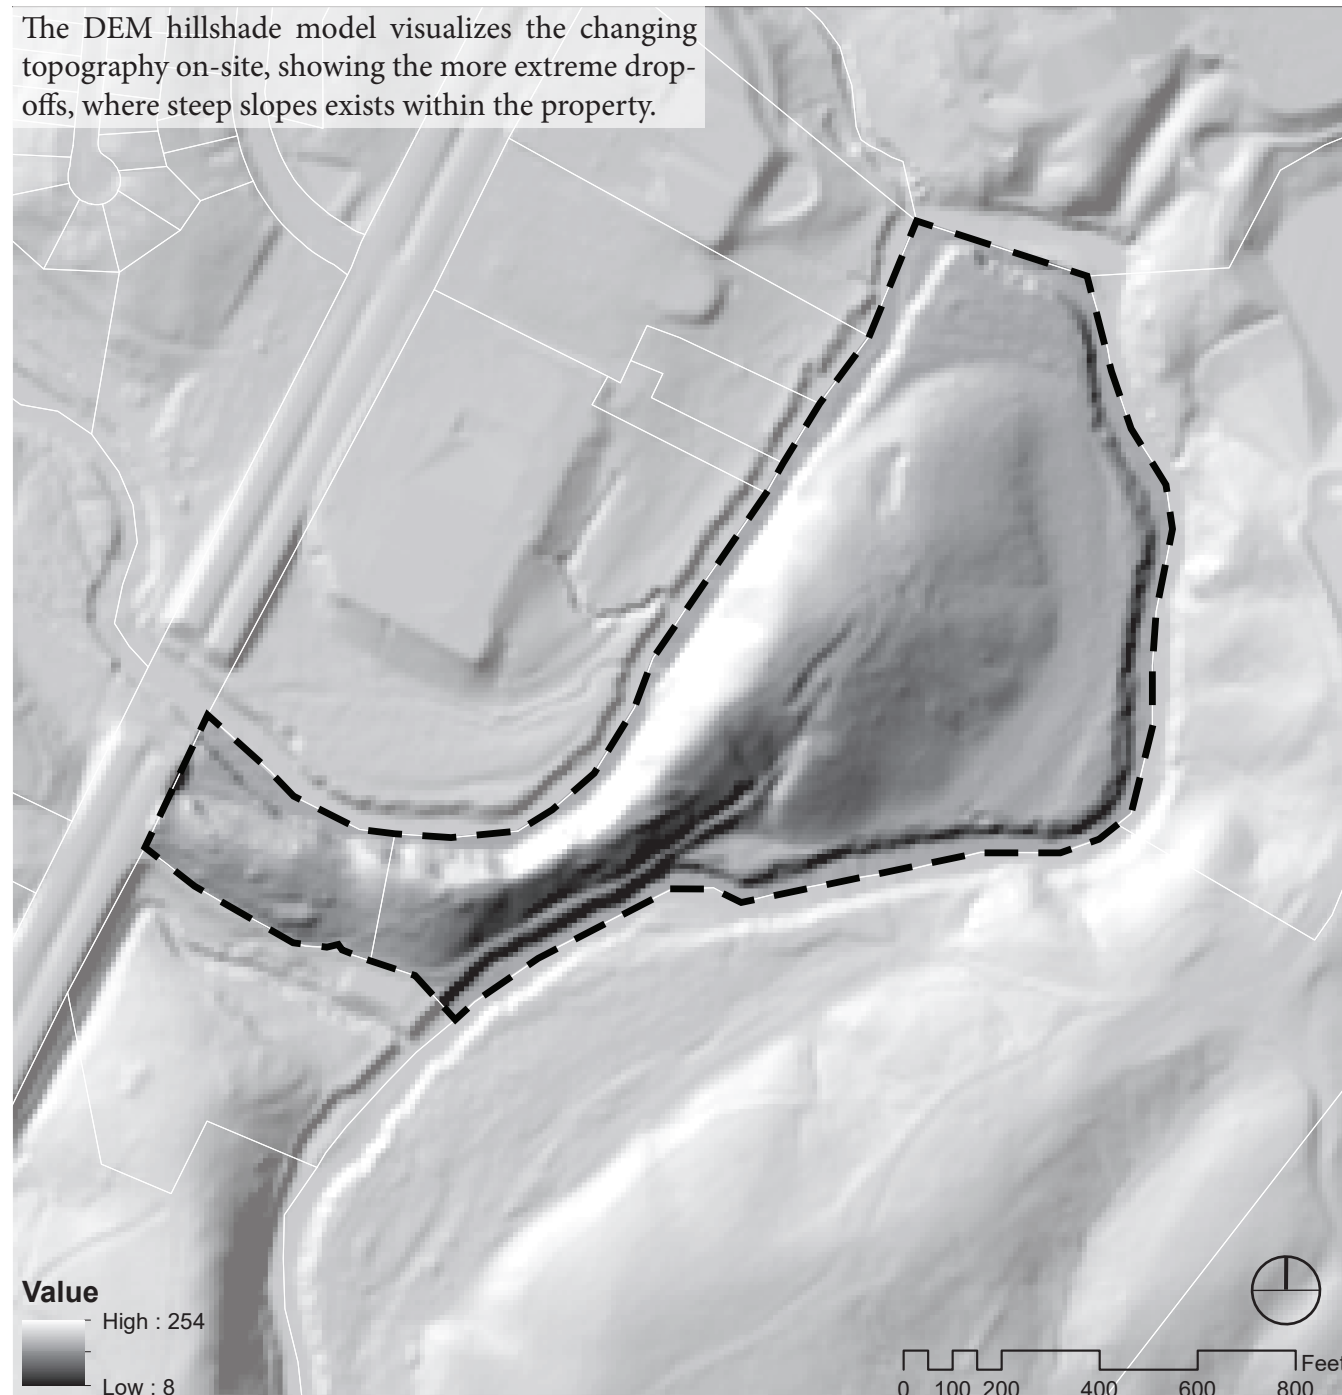 The DEM hillshade model visualizes the changing
topography on-site, showing the more extreme drop-
offs, where steep slopes exists within the property.
Value
High : 254
Low : 8
Feet
0 100 200 400 600 800